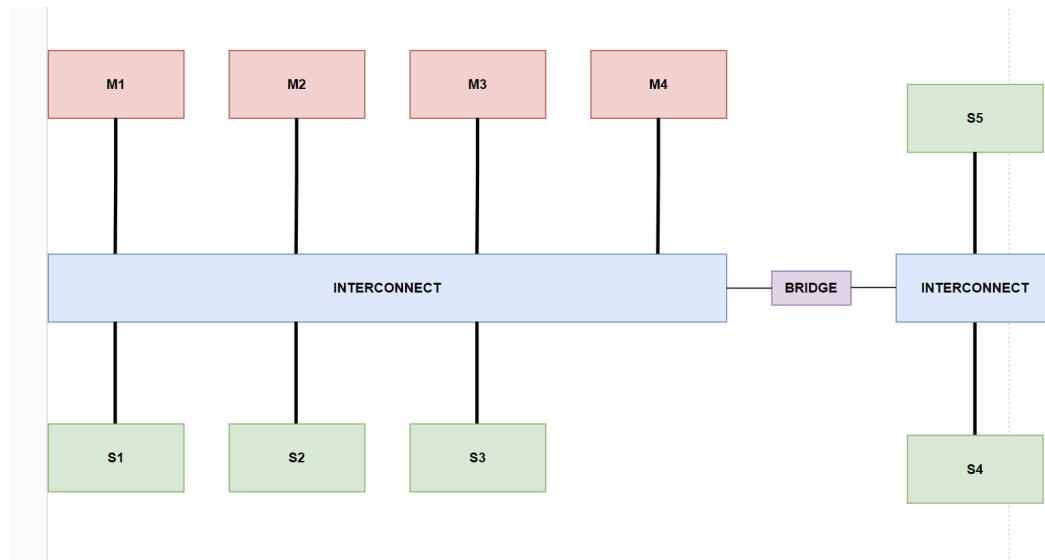 M1
M2
M3
M4
S5
INTERCONNECT
BRIDGE
INTERCONNECT
S1
S2
S3
S4